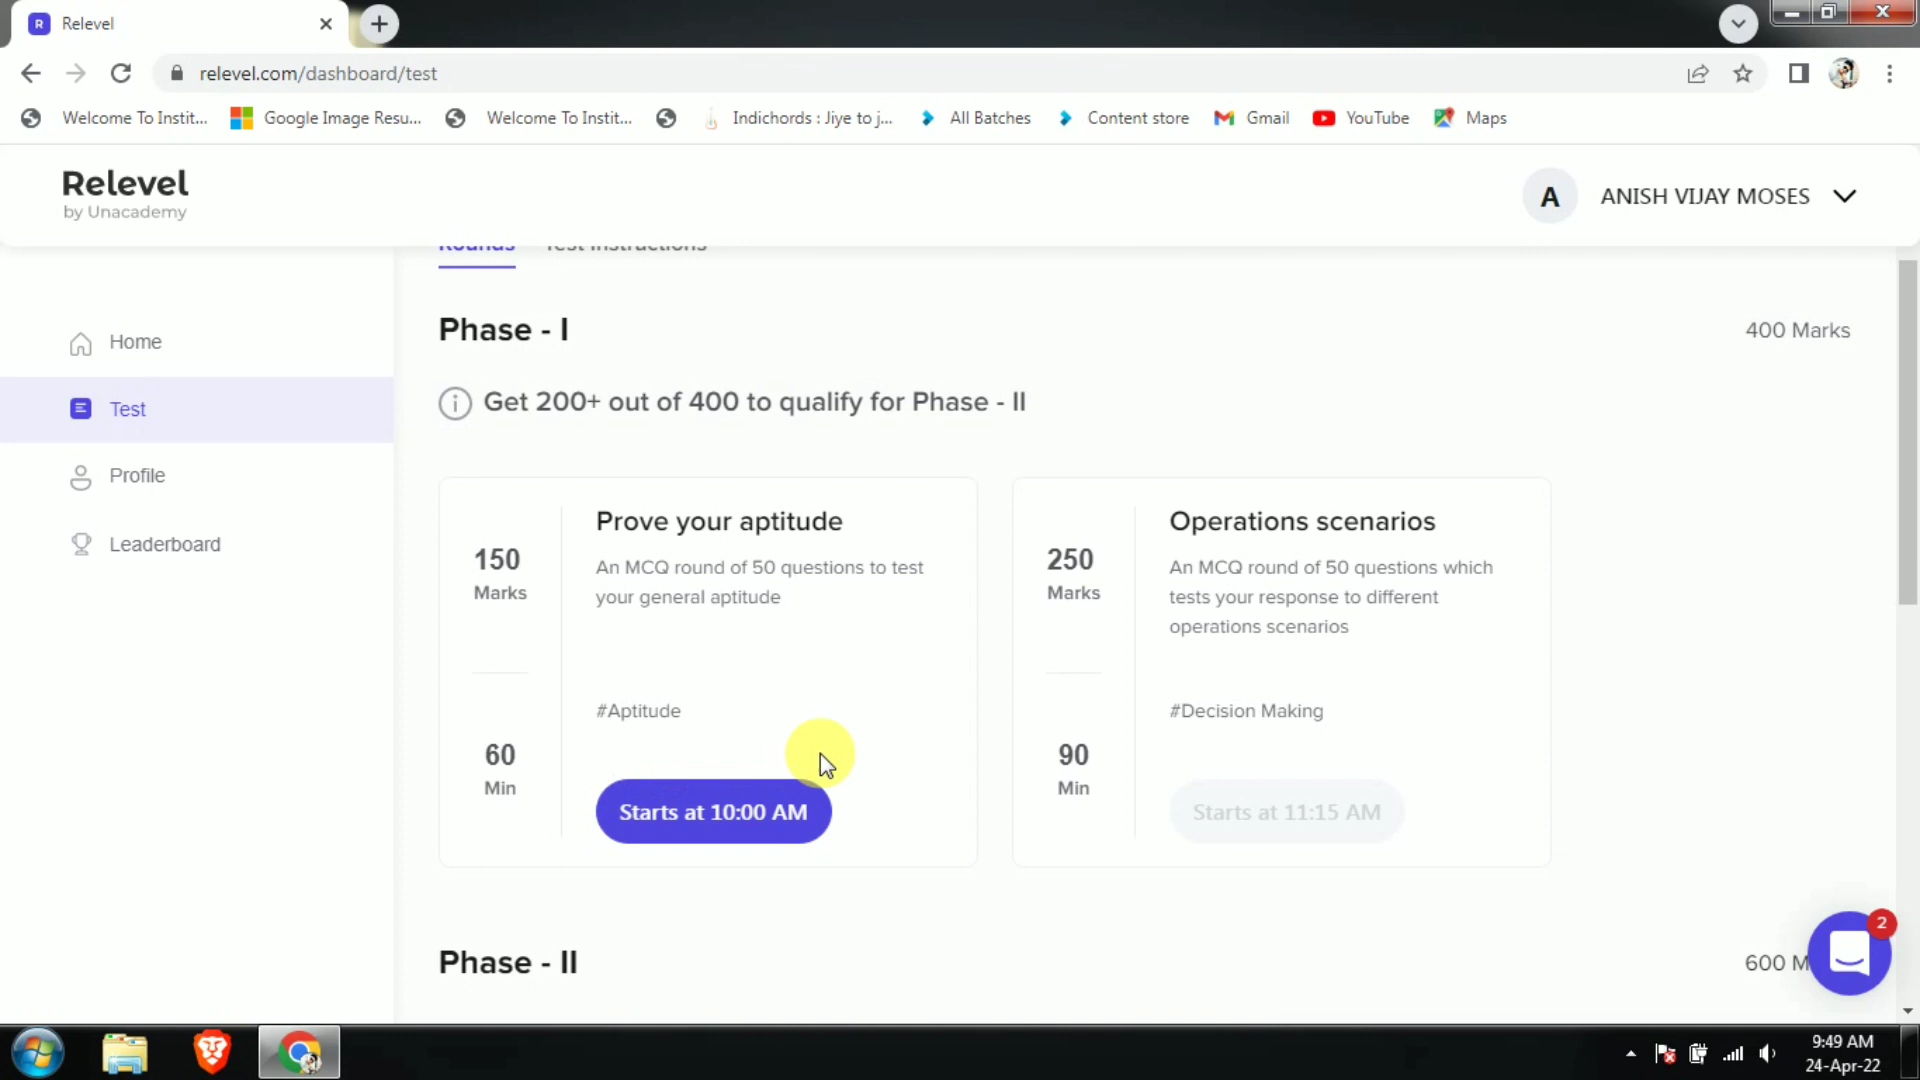 R Relevel
relevel.com/dashboard/test
Welcome To Instit...
Google Image Resu...
Welcome To Instit...
Indichords : Jiye to j...
All Batches
Content store
Gmail
YouTube
Maps
Relevel
by Unacademy
A
ANISH VIJAY MOSES
Rounds
Test Instructions
Home
Test
Profile
Leaderboard
Phase - I
400 Marks
Get 200+ out of 400 to qualify for Phase - II
150
Marks
60
Min
Prove your aptitude
An MCQ round of 50 questions to test
your general aptitude
#Aptitude
Starts at 10:00 AM
250
Marks
90
Min
Operations scenarios
An MCQ round of 50 questions which
tests your response to different
operations scenarios
#Decision Making
Starts at 11:15 AM
Phase - II
600 M
2
9:49 AM
24-Apr-22